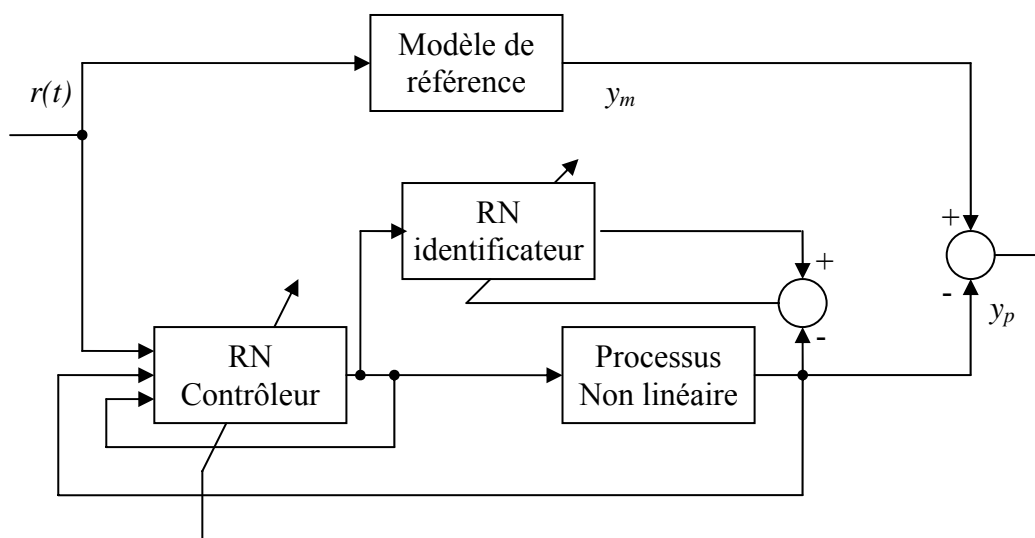 Modèle de
référence
r(t)
y_m
RN
identificateur
+
+
-
-
y_p
RN
Contrôleur
Processus
Non linéaire